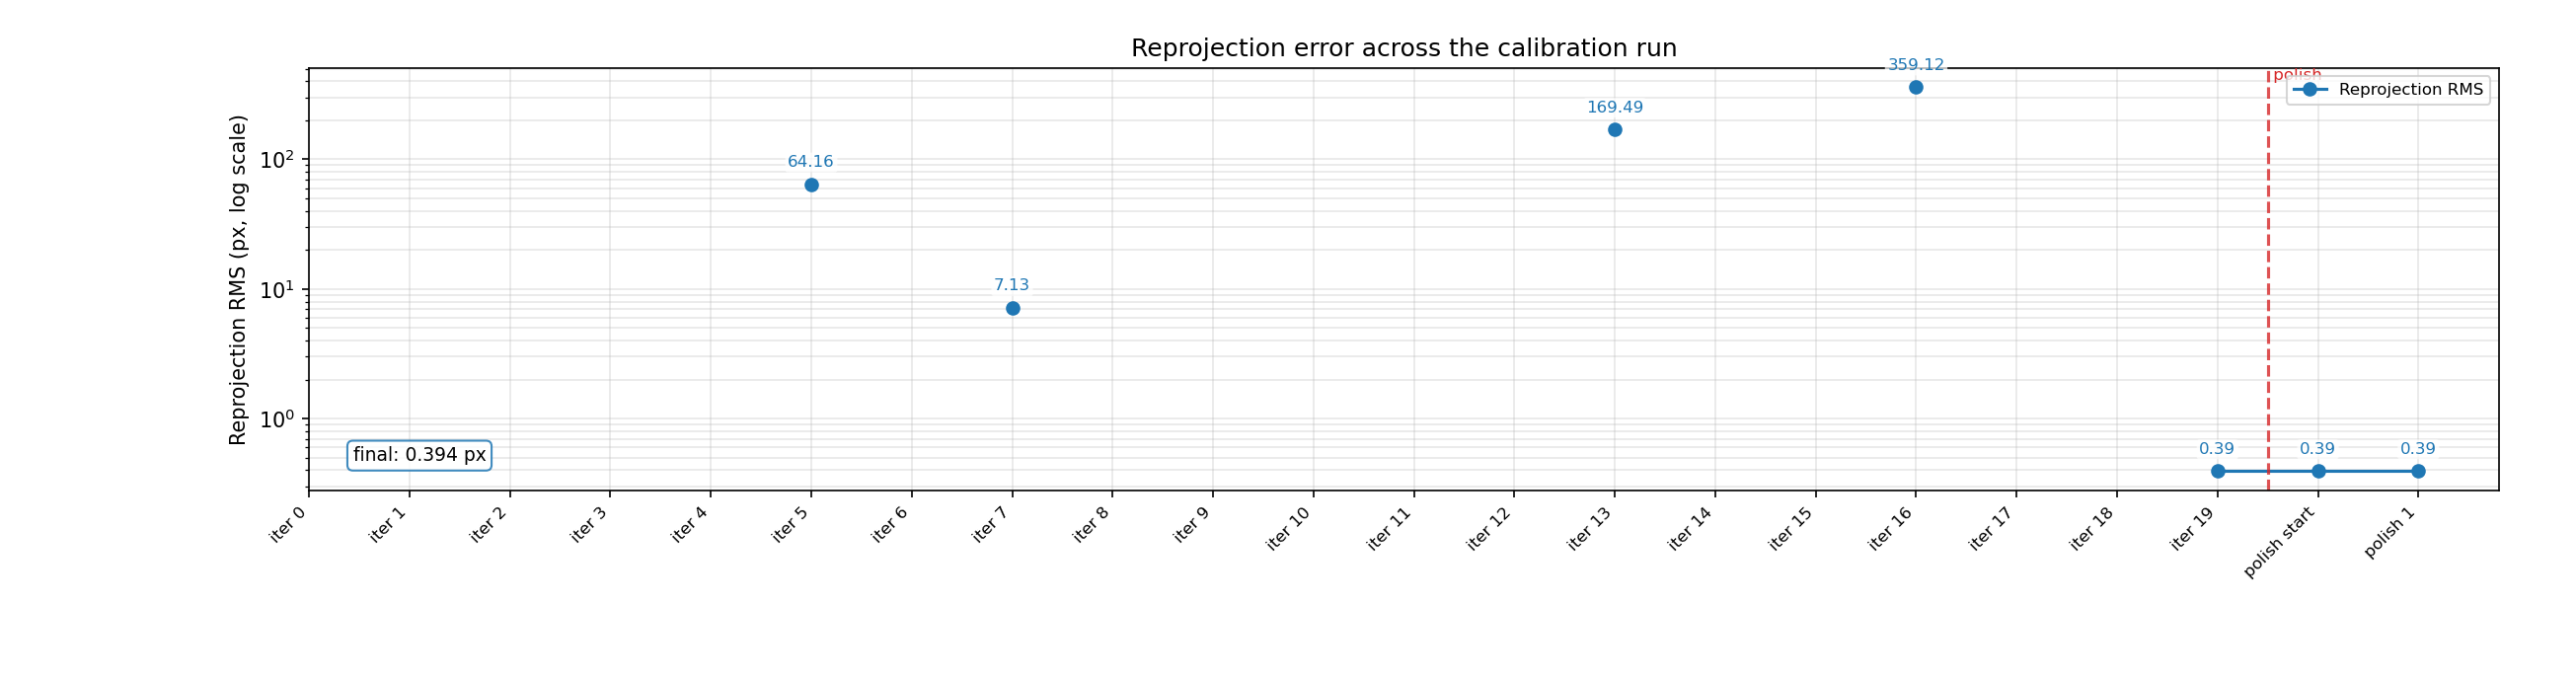 Reprojection error across the calibration run
359.12
polish
Reprojection RMS
169.49
64.16
10²
7.13
10¹
Reprojection RMS (px, log scale)
10⁰
final: 0.394 px
0.39 0.39 0.39
iter 0 iter 1 iter 2 iter 3 iter 4 iter 5 iter 6 iter 7 iter 8 iter 9 iter 10 iter 11 iter 12 iter 13 iter 14 iter 15 iter 16 iter 17 iter 18 iter 19 polish start polish 1